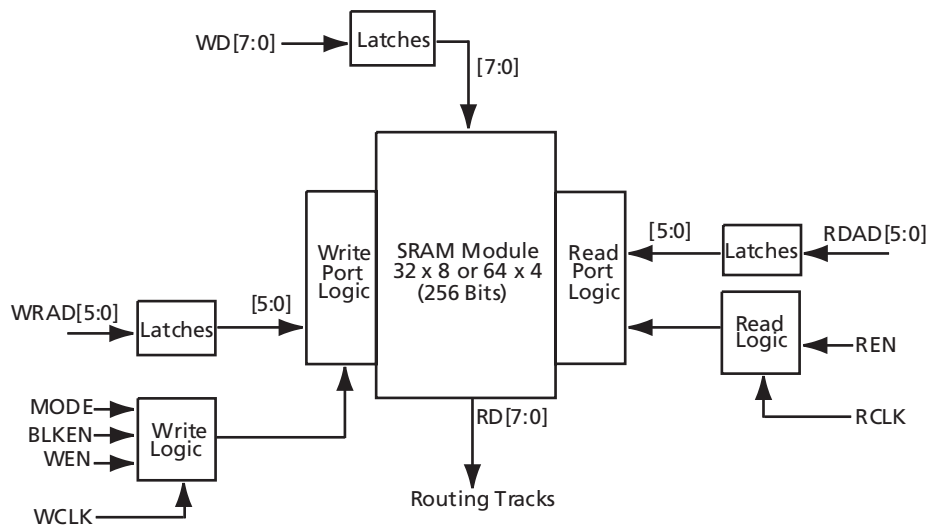 WD[7:0]
Latches
[7:0]
SRAM Module
32 x 8 or 64 x 4
(256 Bits)
Write
Port
Logic
Read
Port
Logic
[5:0]
Latches
RDAD[5:0]
WRAD[5:0]
Latches
[5:0]
Read
Logic
REN
RCLK
MODE
BLKEN
WEN
WCLK
Write
Logic
RD[7:0]
Routing Tracks